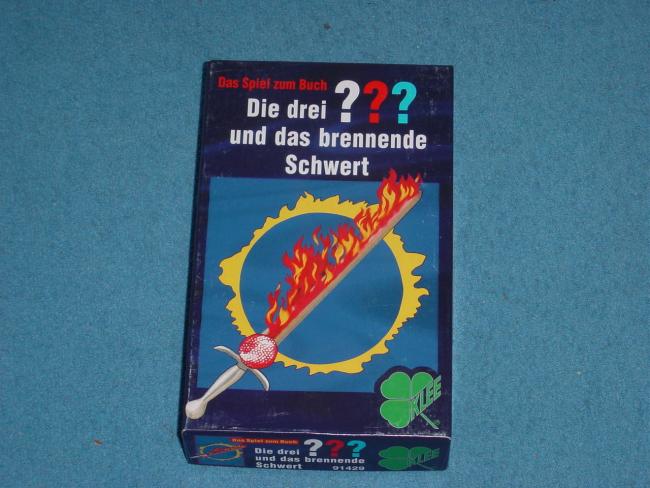 Das Spiel zum Buch
Die drei ???
und das brennende
Schwert
KLEE
Das Spiel zum Buch
Die drei ???
und das brennende
Schwert 91429
KLEE